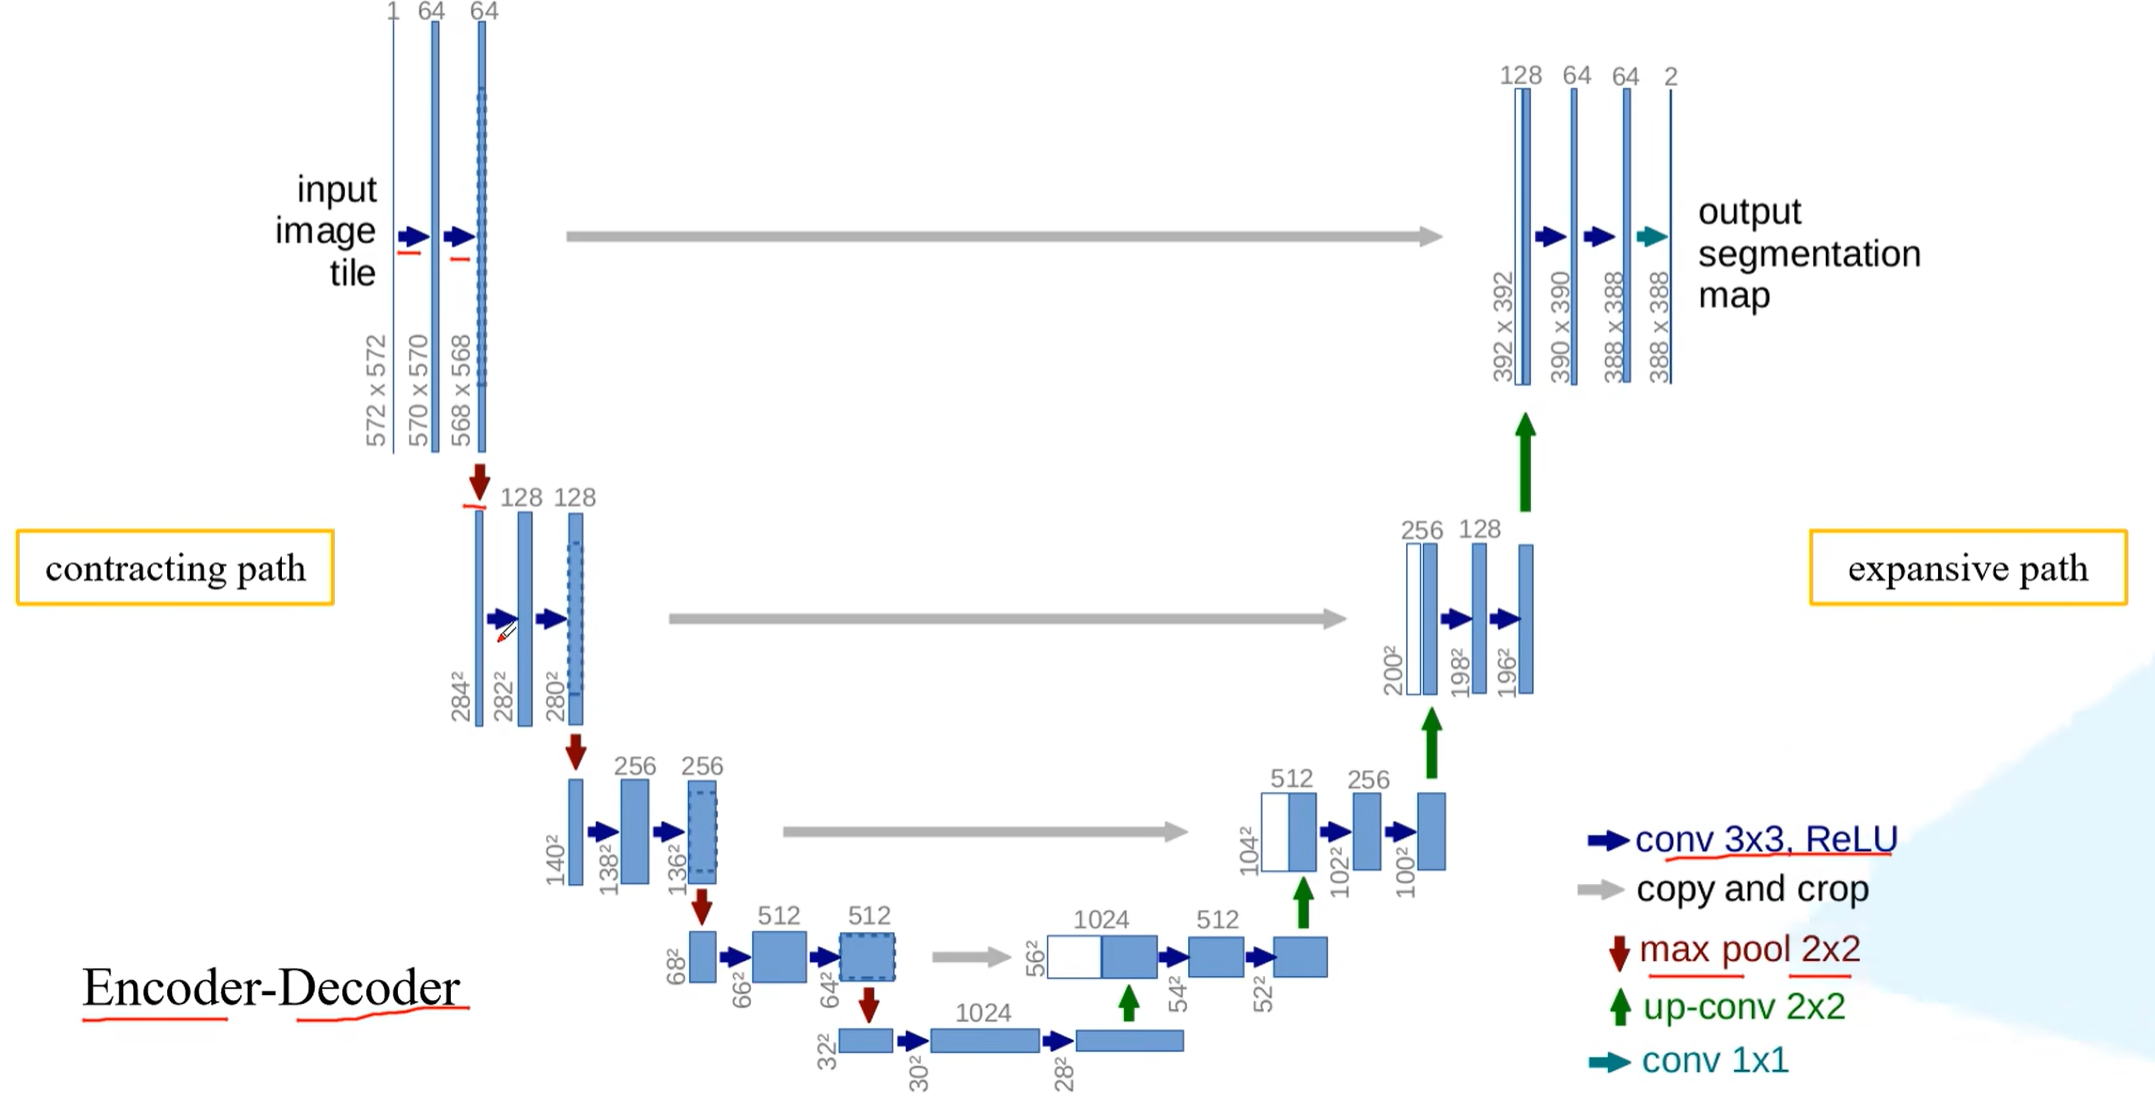 1 64 64
input
image
tile
572 x 572
570 x 570
568 x 568
128 64 64 2
output
segmentation
map
392 x 392
390 x 390
388 x 388
388 x 388
128 128
284²
282²
280²
256 128
200²
198²
196²
contracting path
expansive path
256 256
140²
138²
136²
512 256
104²
102²
100²
512 512
68²
66²
64²
1024 512
56²
54²
52²
1024
32²
30²
28²
Encoder-Decoder
conv 3x3, ReLU
copy and crop
max pool 2x2
up-conv 2x2
conv 1x1